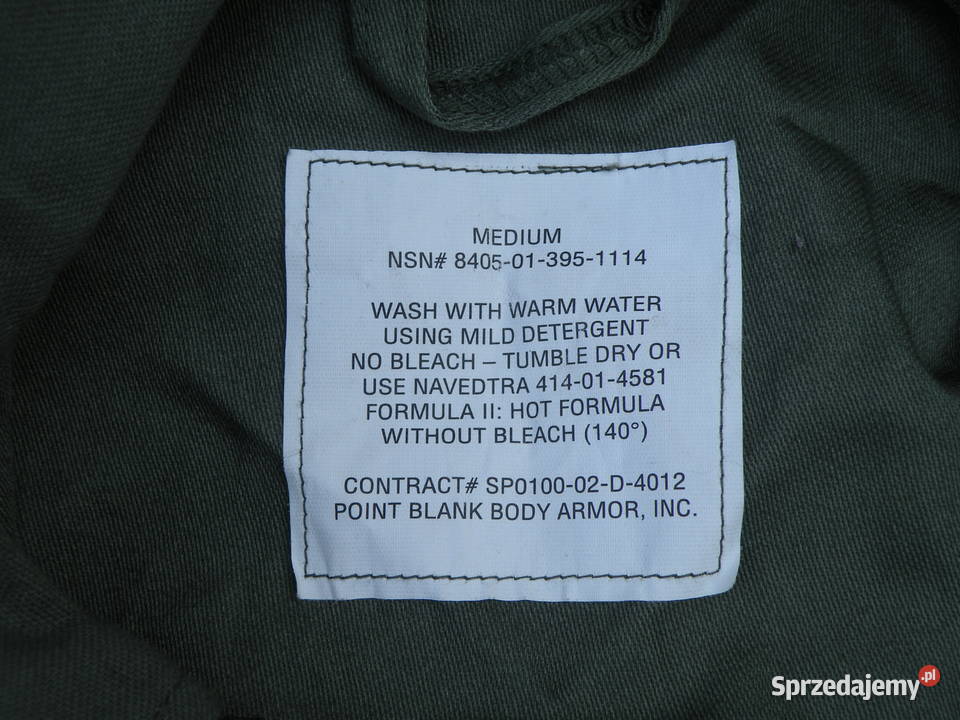 MEDIUM
NSN# 8405-01-395-1114
WASH WITH WARM WATER
USING MILD DETERGENT
NO BLEACH – TUMBLE DRY OR
USE NAVEDTRA 414-01-4581
FORMULA II: HOT FORMULA
WITHOUT BLEACH (140°)
CONTRACT# SP0100-02-D-4012
POINT BLANK BODY ARMOR, INC.
Sprzedajemy.pl